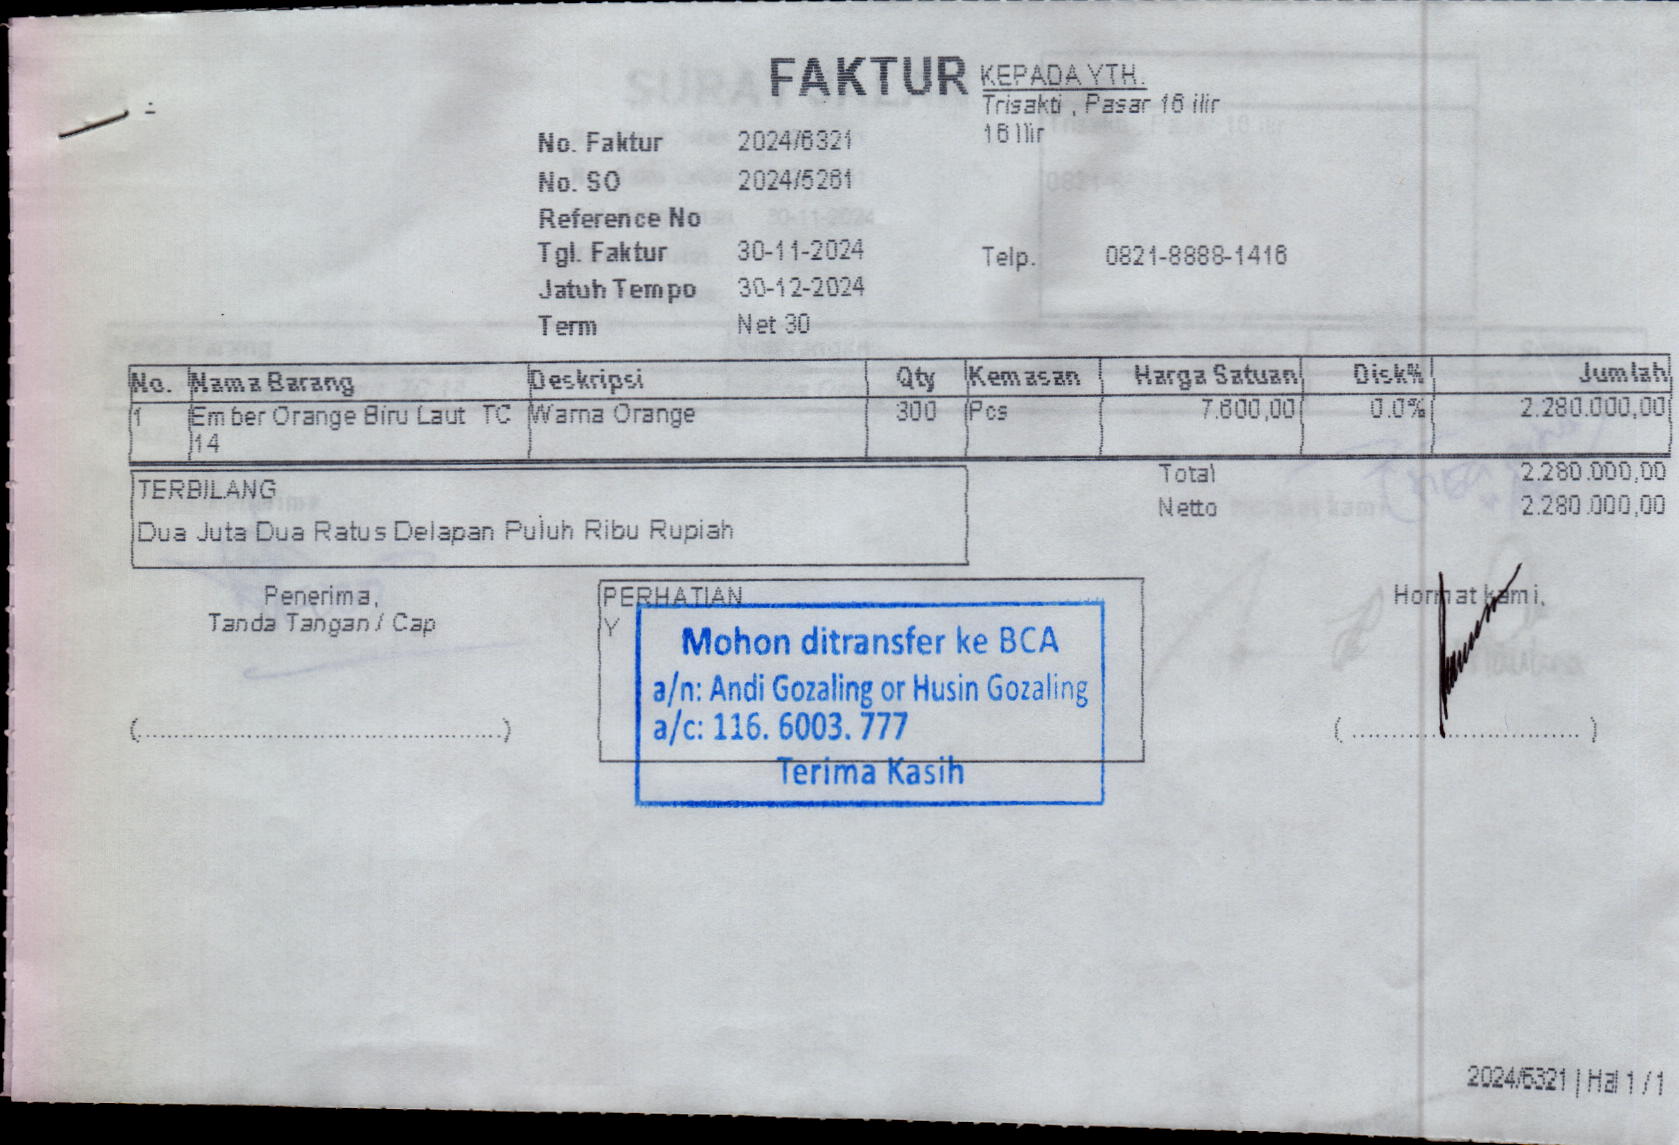 FAKTUR
KEPADA YTH.
Trisakti , Pasar 16 ilir
16 Ilir
No. Faktur 2024/6321
No. SO 2024/5261
Reference No
Tgl. Faktur 30-11-2024
Telp. 0821-8888-1416
Jatuh Tempo 30-12-2024
Term Net 30
No. Nama Barang Deskripsi Qty Kemasan Harga Satuan Disk% Jumlah
1 Ember Orange Biru Laut TC Warna Orange 300 Pcs 7.600,00 0.0% 2.280.000,00
14
Total 2.280.000,00
Netto 2.280.000,00
TERBILANG
Dua Juta Dua Ratus Delapan Puluh Ribu Rupiah
Penerima,
Tanda Tangan / Cap
PERHATIAN
Y
Mohon ditransfer ke BCA
a/n: Andi Gozaling or Husin Gozaling
a/c: 116. 6003. 777
Terima Kasih
Hormat kami,
(..................................................)
( ............................... )
2024/6321 | Hal 1 / 1